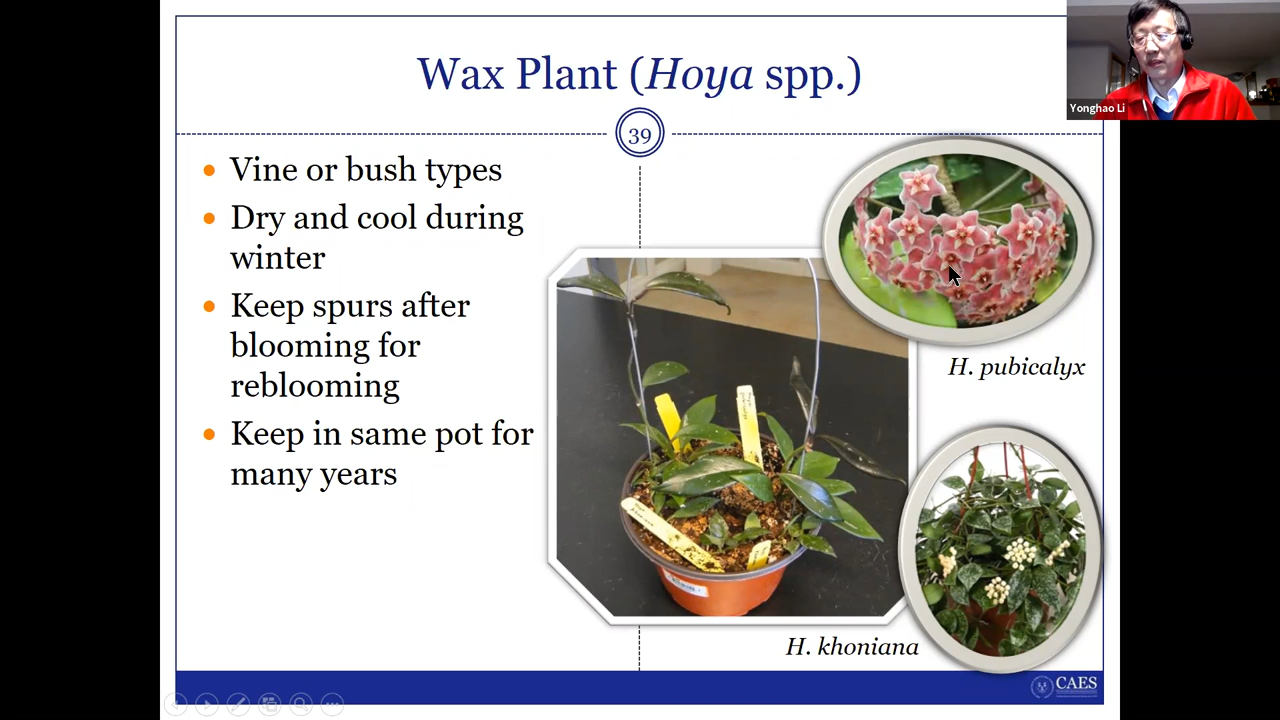 Wax Plant (Hoya spp.)
Yonghao Li
39
Vine or bush types
Dry and cool during
winter
Keep spurs after
blooming for
reblooming
Keep in same pot for
many years
H. pubicalyx
H. khoniana
CAES